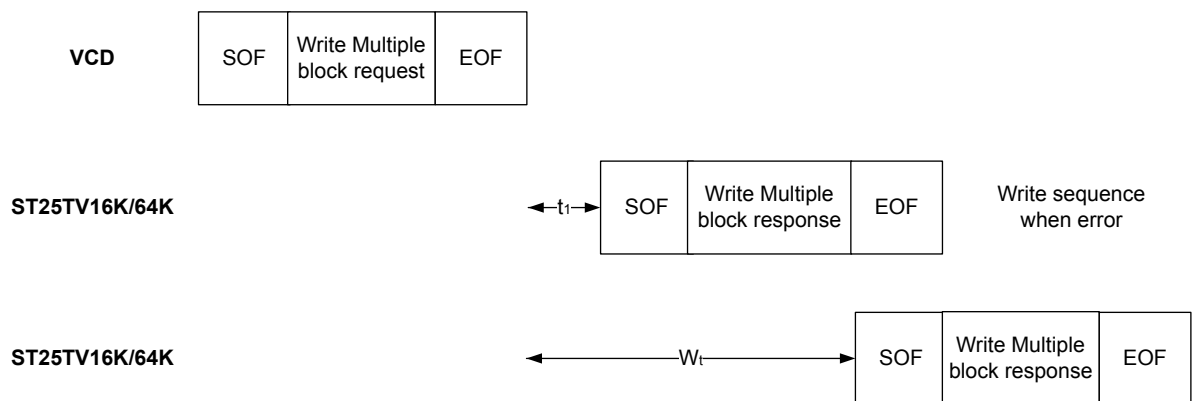 VCD
SOF
Write Multiple
block request
EOF
ST25TV16K/64K
t1
SOF
Write Multiple
block response
EOF
Write sequence
when error
ST25TV16K/64K
Wt
SOF
Write Multiple
block response
EOF